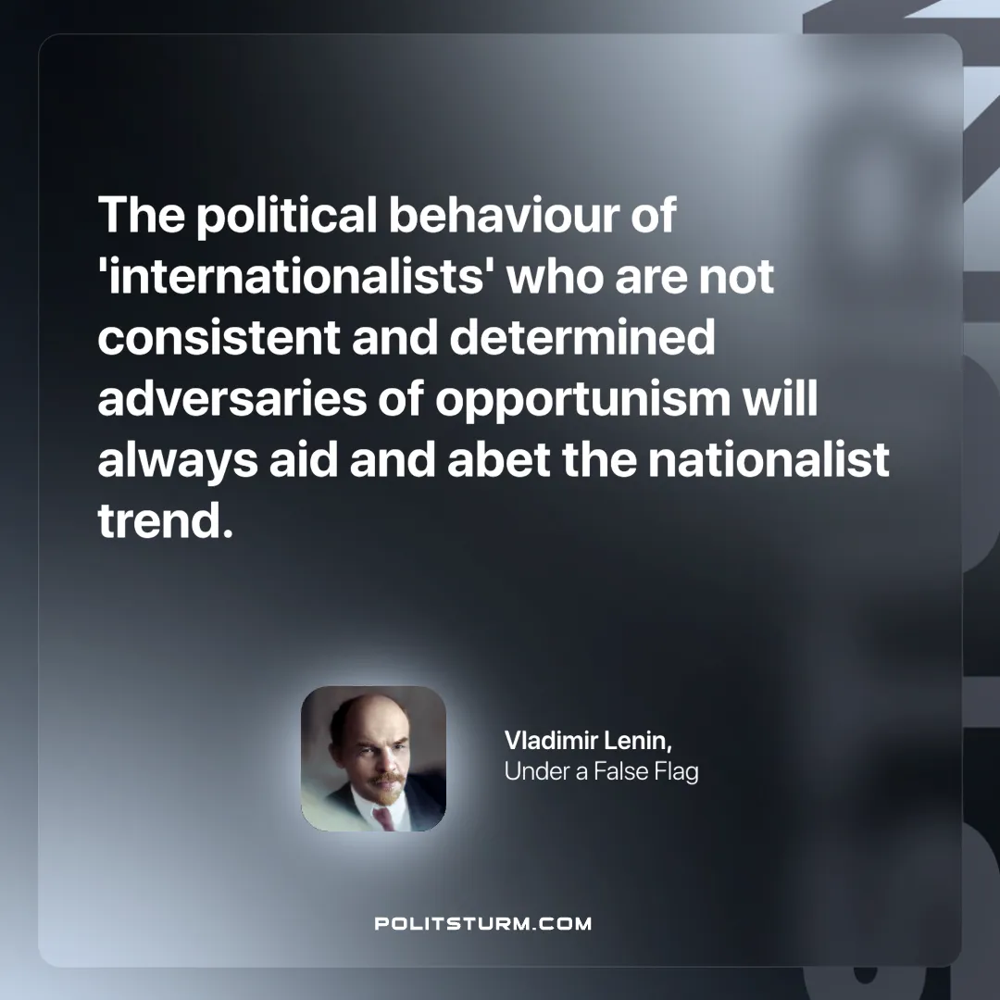 The political behaviour of
'internationalists' who are not
consistent and determined
adversaries of opportunism will
always aid and abet the nationalist
trend.
Vladimir Lenin,
Under a False Flag
POLITSTURM.COM